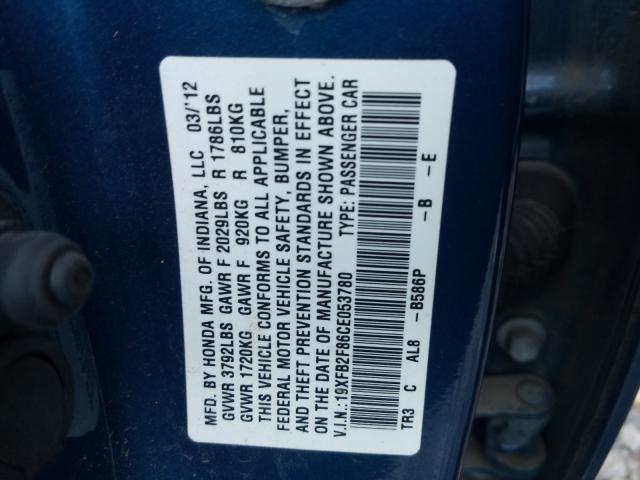 MFD. BY HONDA MFG. OF INDIANA, LLC 03/'12
GVWR 3792LBS GAWR F 2029LBS R 1786LBS
GVWR 1720KG GAWR F 920KG R 810KG
THIS VEHICLE CONFORMS TO ALL APPLICABLE
FEDERAL MOTOR VEHICLE SAFETY, BUMPER,
AND THEFT PREVENTION STANDARDS IN EFFECT
ON THE DATE OF MANUFACTURE SHOWN ABOVE.
V.I.N.:19XFB2F86CE053780 TYPE: PASSENGER CAR
TR3 C AL8 -B586P -B -E